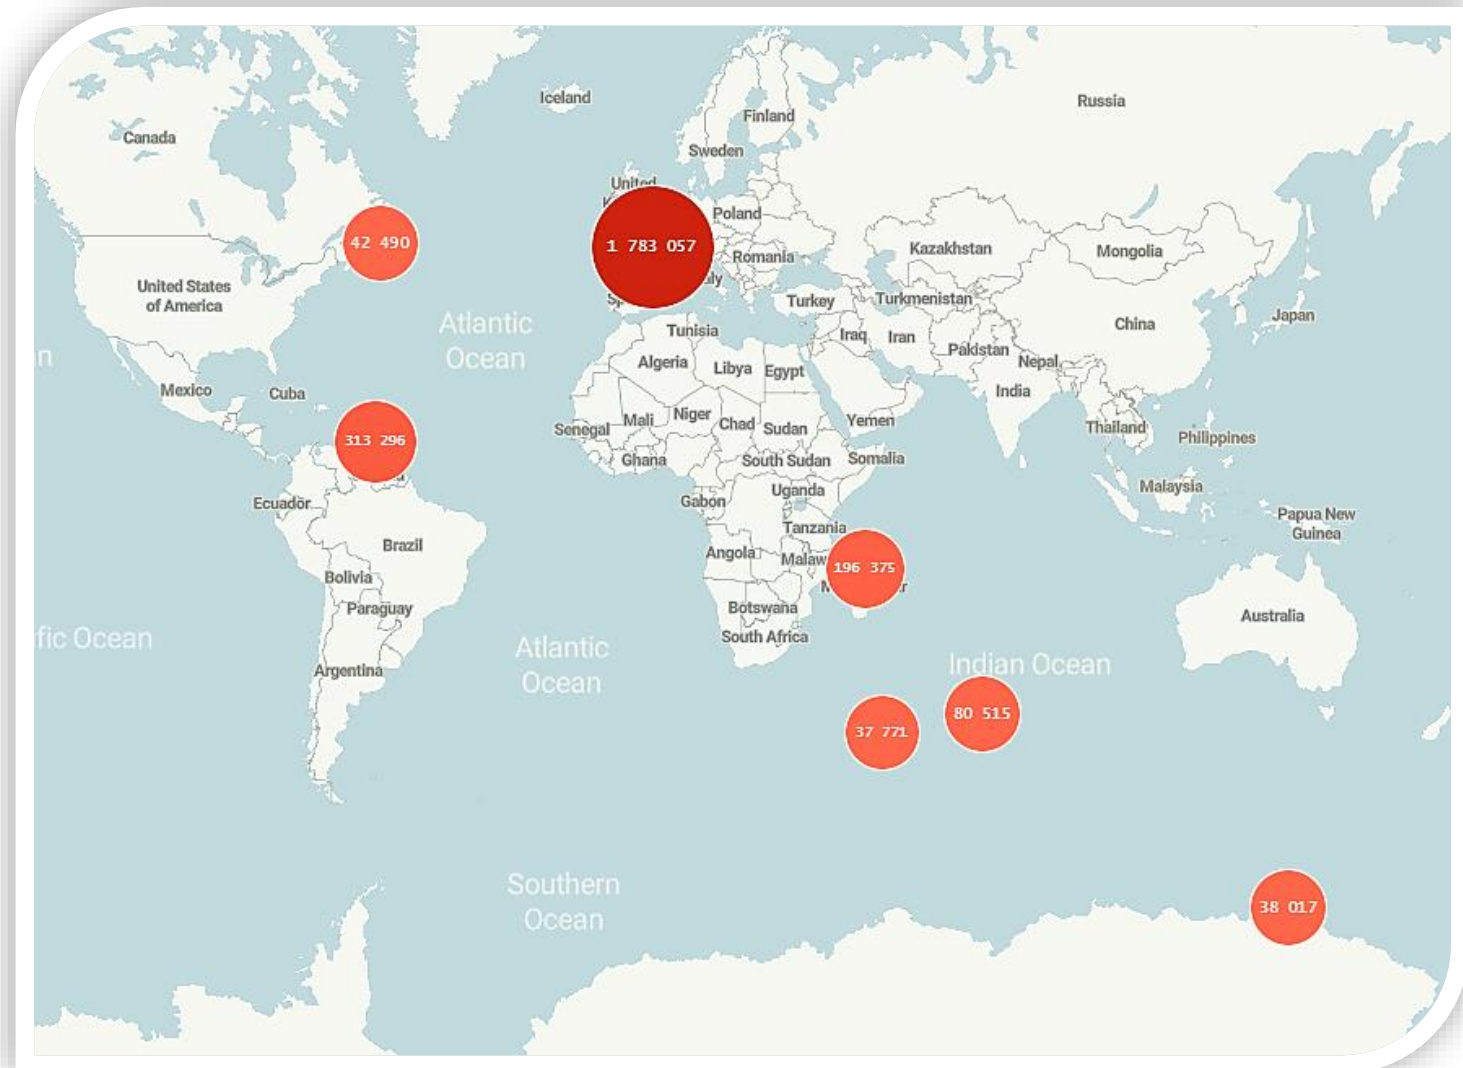 Iceland
Russia
Finland
Canada
Sweden
United
Poland
42 490
1 783 057
Romania
Kazakhstan
Mongolia
United States
of America
Turkey
Turkmenistan
Japan
Atlantic
Ocean
Tunisia
China
Iraq
Iran
Pakistan
Nepal
Algeria
Libya
Egypt
India
Mexico
Cuba
Mali
Niger
Chad
Sudan
Yemen
Senegal
Thailand
Philippines
313 296
Ghana
South Sudan
Somalia
Malaysia
Uganda
Gabon
Ecuador
Papua New
Guinea
Tanzania
Brazil
Angola
Malaw
196 375
Bolivia
Paraguay
Botswana
Australia
South Africa
fic Ocean
Atlantic
Ocean
Indian Ocean
Argentina
80 515
37 771
Southern
Ocean
38 017